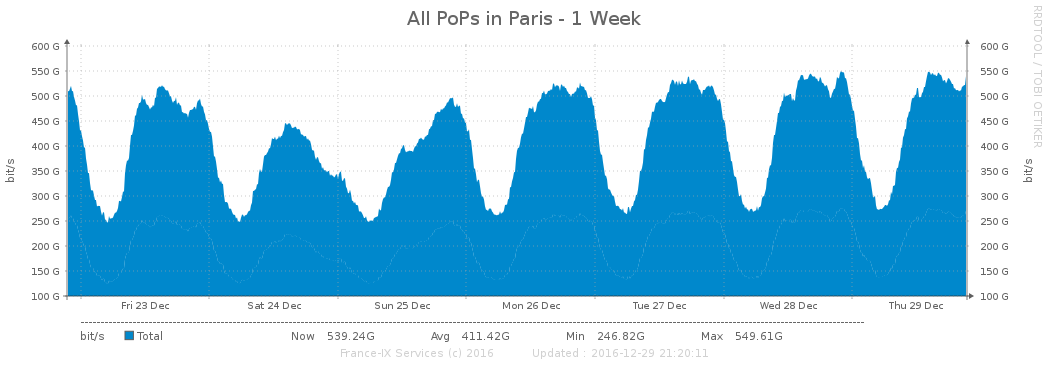 All PoPs in Paris - 1 Week
RRDTOOL / TOBI OETIKER
600 G 600 G
550 G 550 G
500 G 500 G
450 G 450 G
400 G 400 G
350 G 350 G
300 G 300 G
250 G 250 G
200 G 200 G
150 G 150 G
100 G 100 G
bit/s bit/s
Fri 23 Dec Sat 24 Dec Sun 25 Dec Mon 26 Dec Tue 27 Dec Wed 28 Dec Thu 29 Dec
bit/s Total Now 539.24G Avg 411.42G Min 246.82G Max 549.61G
France-IX Services (c) 2016 Updated : 2016-12-29 21:20:11